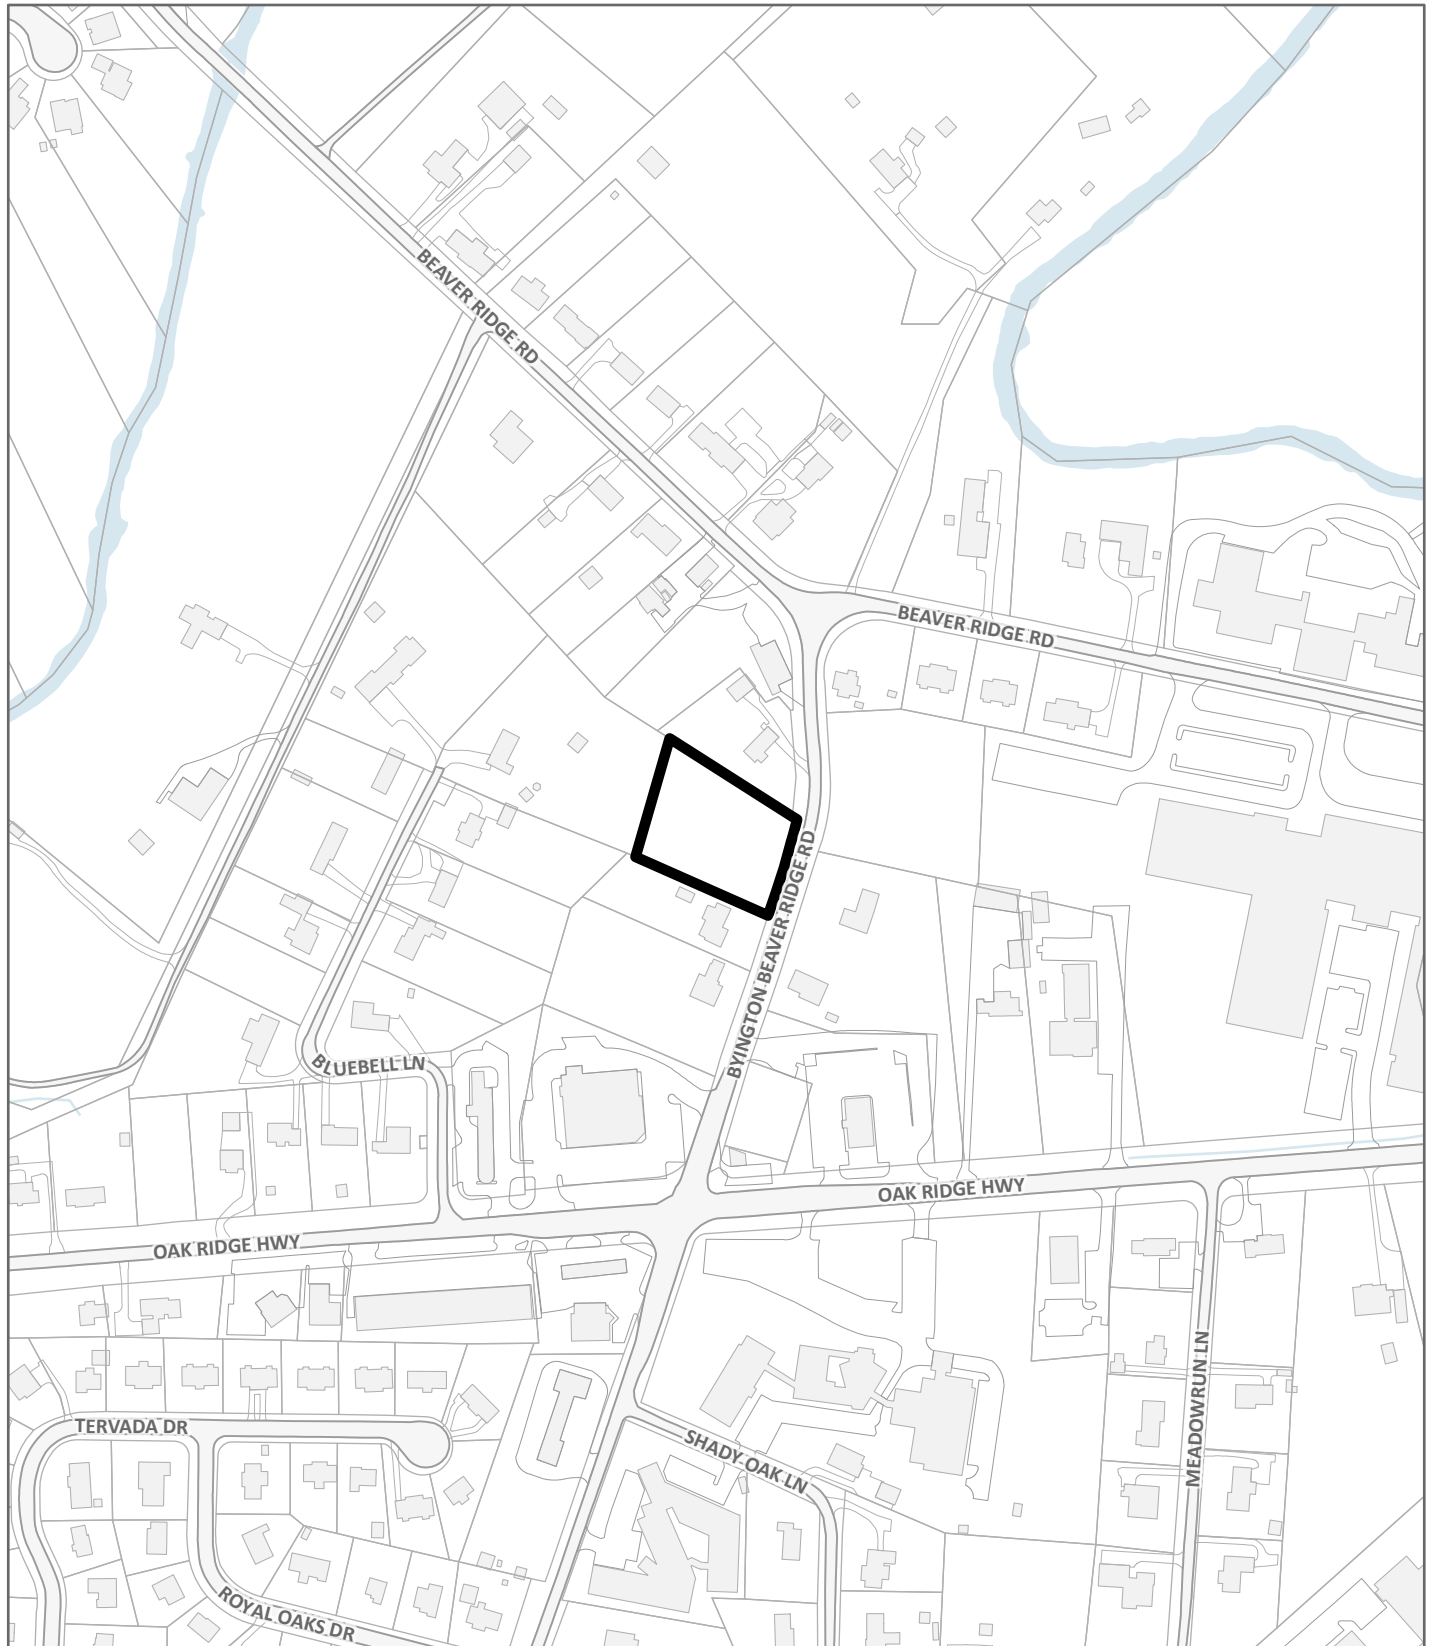 BEAVER RIDGE RD
BEAVER RIDGE RD
BYINGTON BEAVER RIDGE RD
BLUEBELL LN
OAK RIDGE HWY
OAK RIDGE HWY
MEADOWRUN LN
TERVADA DR
SHADY OAK LN
ROYAL OAKS DR